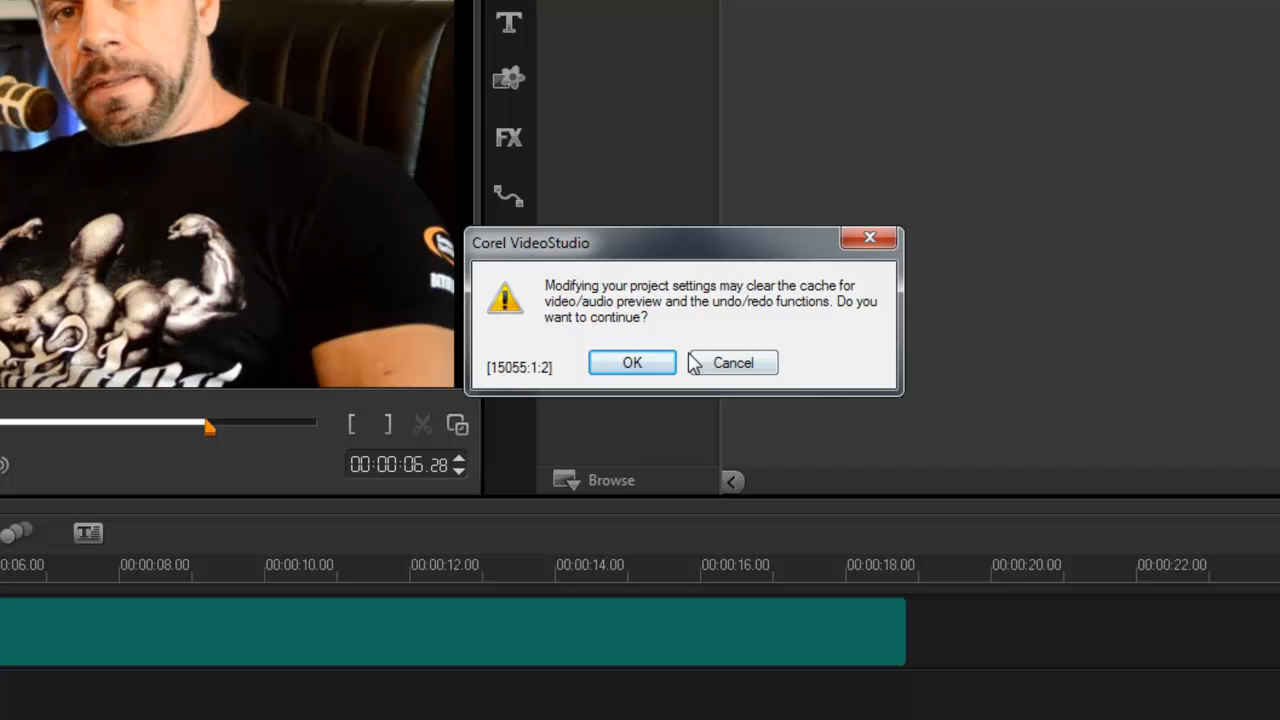 T
FX
Corel VideoStudio
Modifying your project settings may clear the cache for
video/audio preview and the undo/redo functions. Do you
want to continue?
[15055:1:2]
OK
Cancel
[ ]
00:00:06.28
Browse
T
0:06.00 00:00:08.00 00:00:10.00 00:00:12.00 00:00:14.00 00:00:16.00 00:00:18.00 00:00:20.00 00:00:22.00